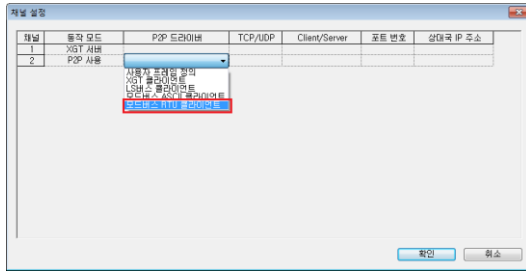 채널 설정
채널 동작 모드 P2P 드라이버 TCP/UDP Client/Server 포트 번호 상대국 IP 주소
1 XGT 서버
2 P2P 사용
사용자 프레임 정의
XGT 클라이언트
LS버스 클라이언트
모드버스 ASCII 클라이언트
모드버스 RTU 클라이언트
확인 취소